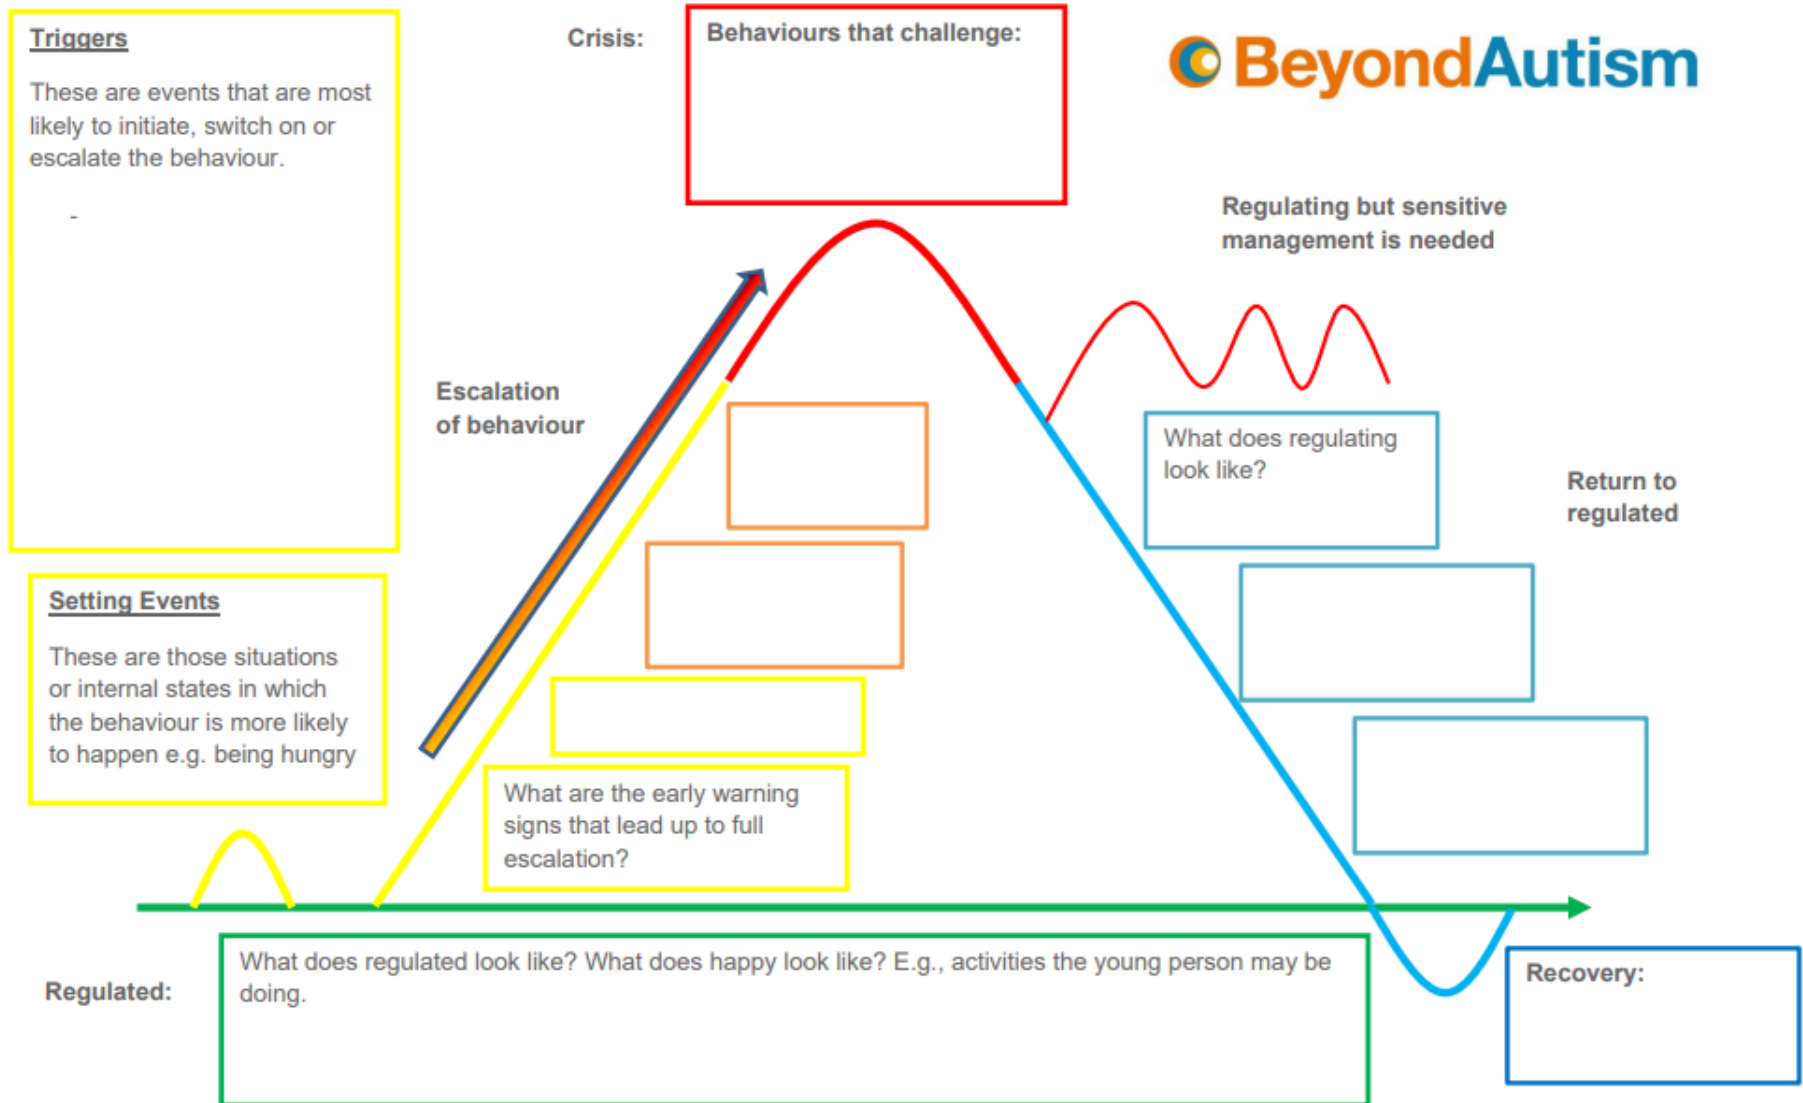 Triggers
These are events that are most
likely to initiate, switch on or
escalate the behaviour.
-
Crisis:
Behaviours that challenge:
BeyondAutism
Regulating but sensitive
management is needed
Escalation
of behaviour
What does regulating
look like?
Return to
regulated
Setting Events
These are those situations
or internal states in which
the behaviour is more likely
to happen e.g. being hungry
What are the early warning
signs that lead up to full
escalation?
Regulated:
What does regulated look like? What does happy look like? E.g., activities the young person may be
doing.
Recovery: